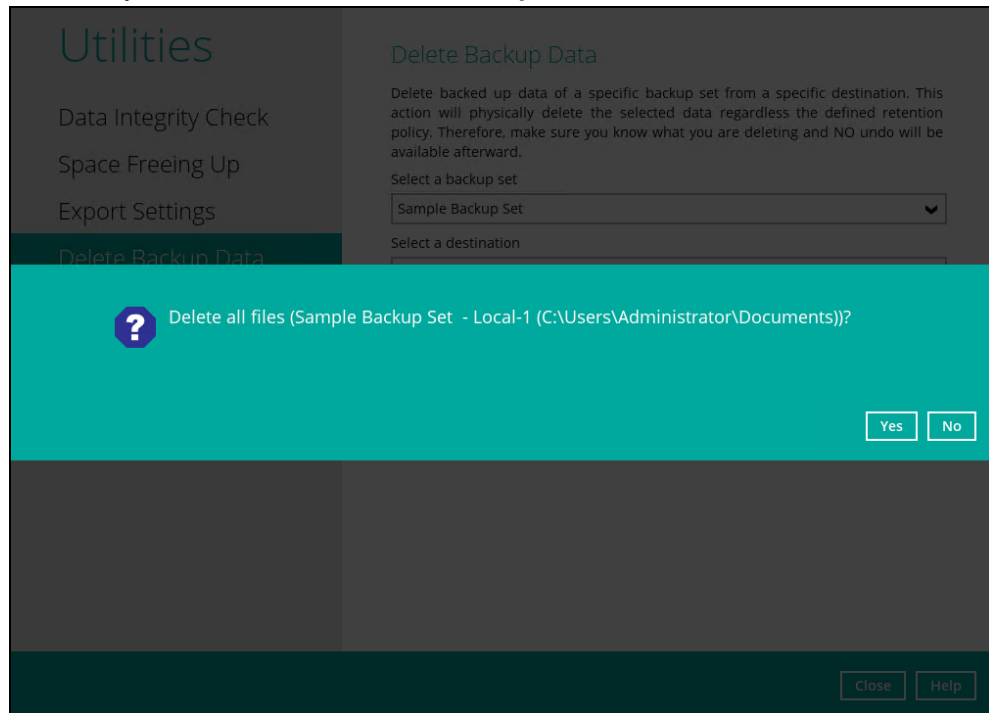 Utilities
Data Integrity Check
Space Freeing Up
Export Settings
Delete Backup Data
Delete Backup Data
Delete backed up data of a specific backup set from a specific destination. This
action will physically delete the selected data regardless the defined retention
policy. Therefore, make sure you know what you are deleting and NO undo will be
available afterward.
Select a backup set
Sample Backup Set
Select a destination
Delete all files (Sample Backup Set  - Local-1 (C:\Users\Administrator\Documents))?
Yes No
Close Help